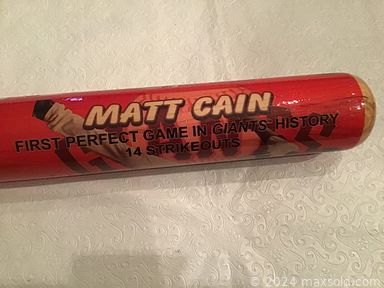 MATT CAIN
FIRST PERFECT GAME IN GIANTS HISTORY
14 STRIKEOUTS
© 2024 maxsold.com